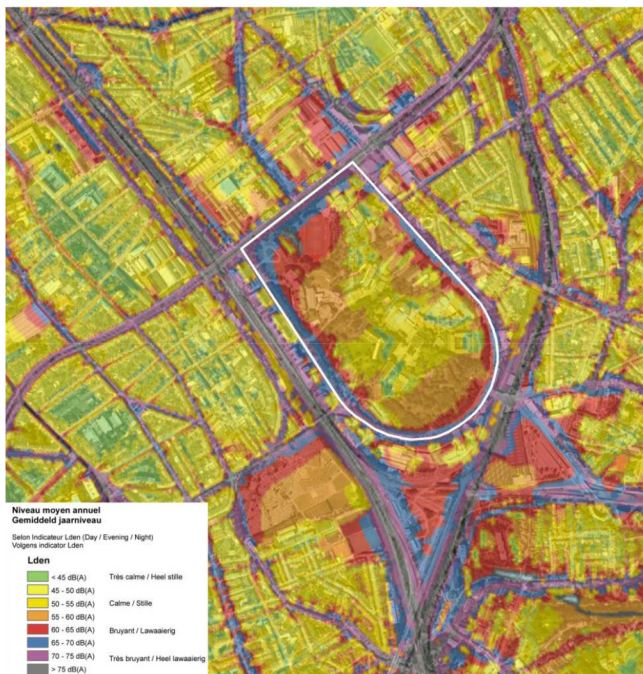 Niveau moyen annuel
Gemiddeld jaarniveau
Selon Indicateur Lden (Day / Evening / Night)
Volgens indicator Lden
Lden
< 45 dB(A) Très calme / Heel stille
45 - 50 dB(A)
50 - 55 dB(A) Calme / Stille
55 - 60 dB(A)
60 - 65 dB(A) Bruyant / Lawaaierig
65 - 70 dB(A)
70 - 75 dB(A) Très bruyant / Heel lawaaierig
> 75 dB(A)